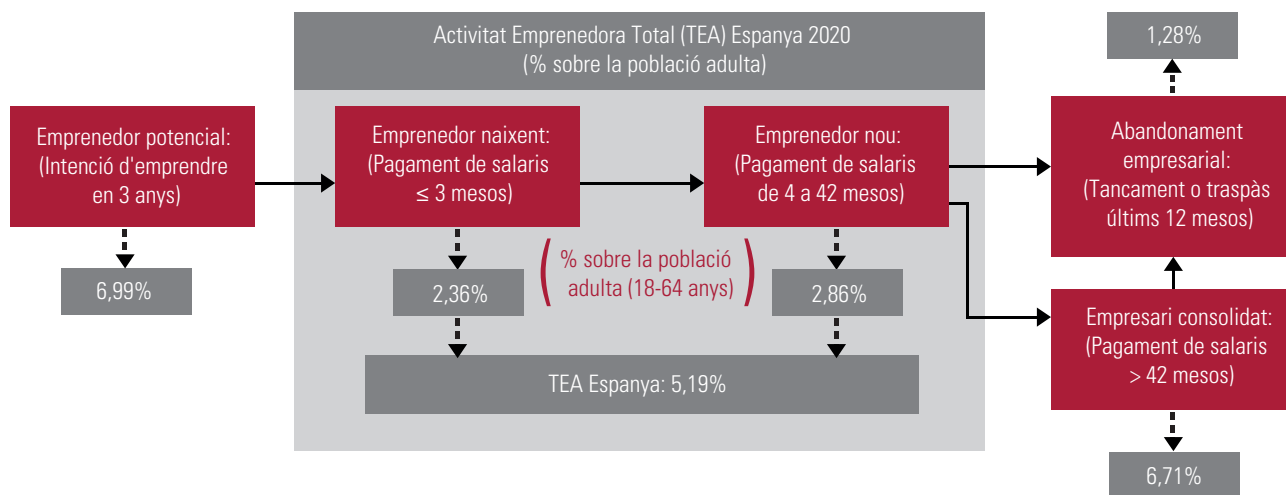 Activitat Emprenedora Total (TEA) Espanya 2020
(% sobre la població adulta)
Emprenedor potencial:
(Intenció d'emprendre
en 3 anys)
6,99%
Emprenedor naixent:
(Pagament de salaris
≤ 3 mesos)
2,36%
Emprenedor nou:
(Pagament de salaris
de 4 a 42 mesos)
2,86%
(% sobre la població
adulta (18-64 anys))
TEA Espanya: 5,19%
1,28%
Abandonament
empresarial:
(Tancament o traspàs
últims 12 mesos)
Empresari consolidat:
(Pagament de salaris
> 42 mesos)
6,71%